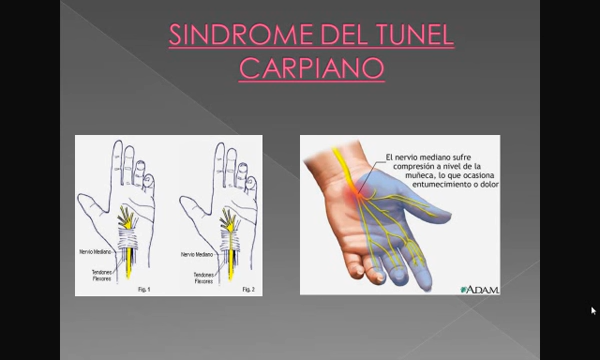 SINDROME DEL TUNEL
CARPIANO
El nervio mediano sufre
compresión a nivel de la
muñeca, lo que ocasiona
entumecimiento o dolor
Nervio Mediano
Tendones
Flexores
Fig. 1
Nervio Mediano
Tendones
Flexores
Fig. 2
ADAM.